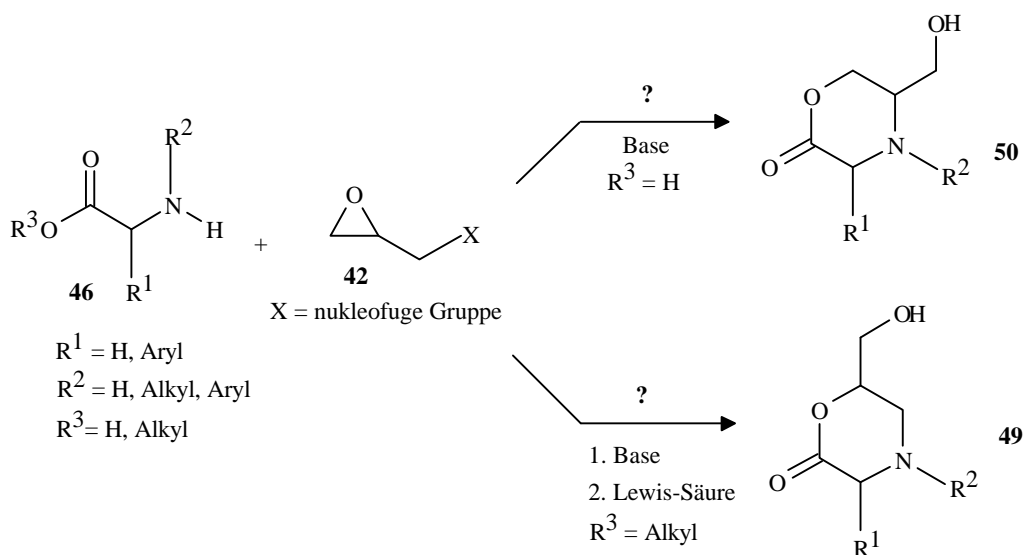 OH
?
O
R2
O
Base
N
50
O
R3 = H
O
R2
R3
O
N
H
O
R1
+
X
46
42
R1
X = nukleofuge Gruppe
OH
R1 = H, Aryl
R2 = H, Alkyl, Aryl
?
R3= H, Alkyl
O
49
1. Base
N
O
2. Lewis-Säure
R2
R3 = Alkyl
R1